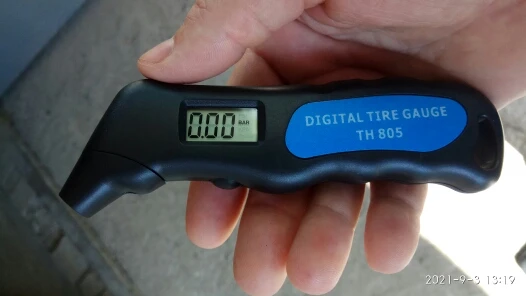 0.00 BAR
DIGITAL TIRE GAUGE
TH 805
2021-9-3 13:19